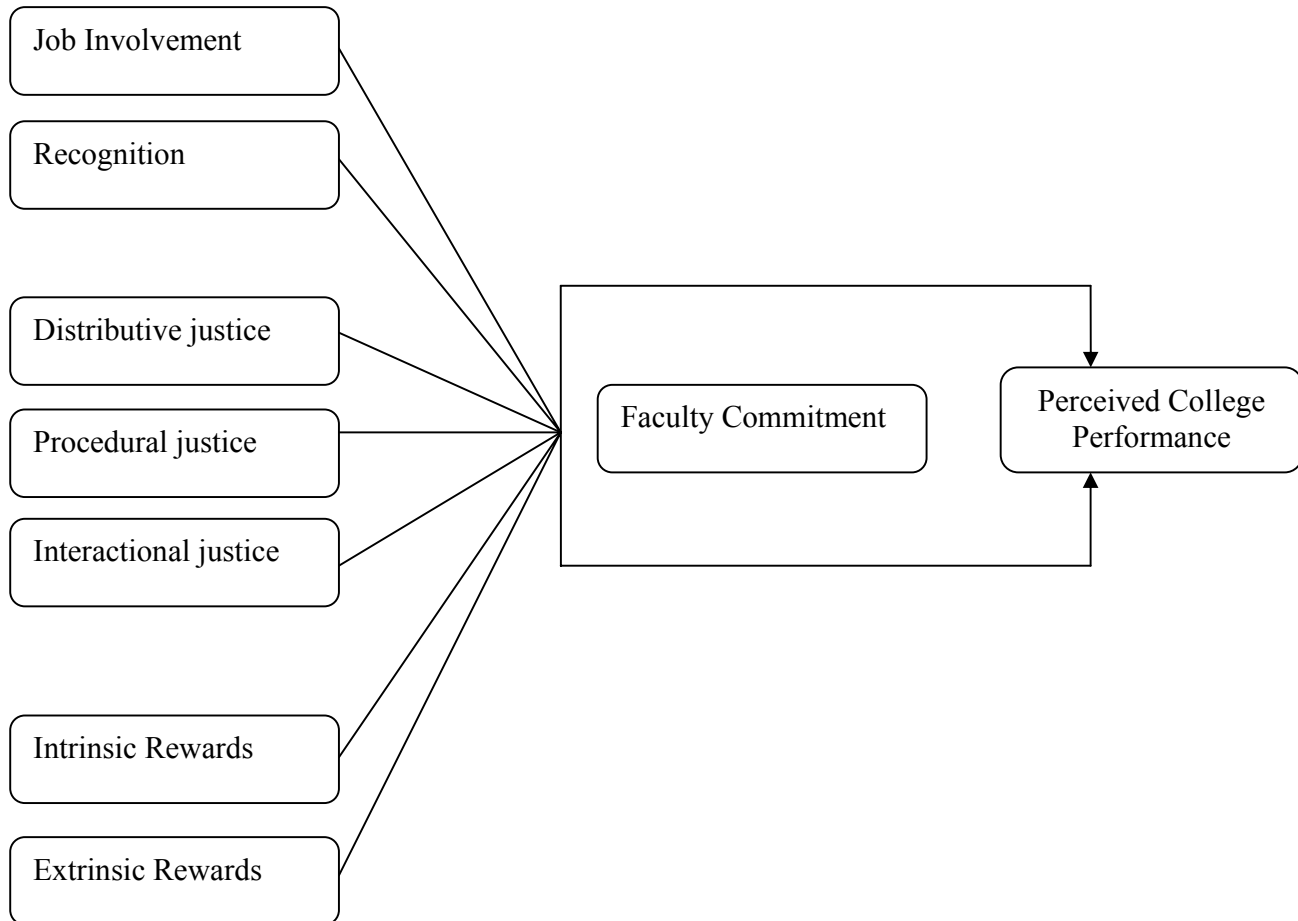 Job Involvement
Recognition
Distributive justice
Procedural justice
Interactional justice
Intrinsic Rewards
Extrinsic Rewards
Faculty Commitment
Perceived College
Performance